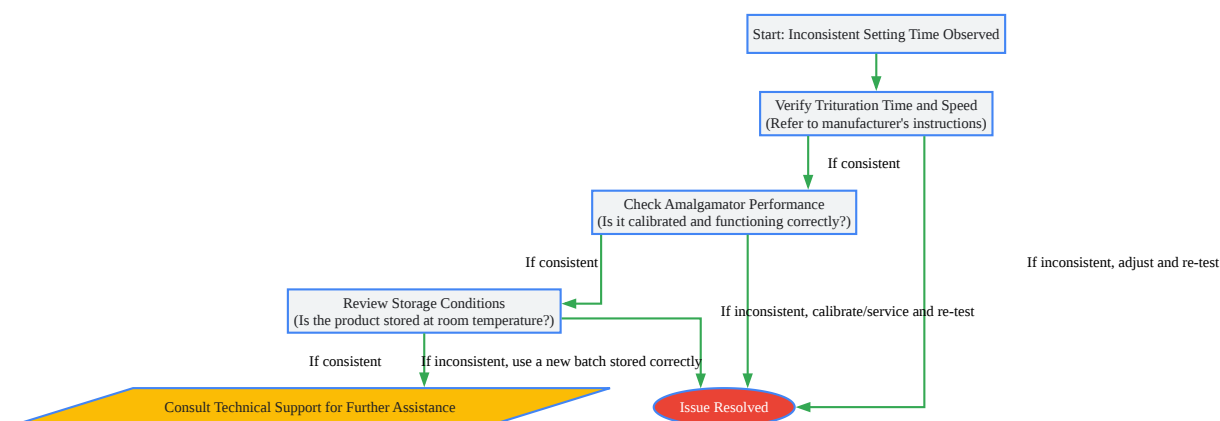 Start: Inconsistent Setting Time Observed
Verify Trituration Time and Speed
(Refer to manufacturer's instructions)
If consistent
Check Amalgamator Performance
(Is it calibrated and functioning correctly?)
If consistent
If inconsistent, adjust and re-test
Review Storage Conditions
(Is the product stored at room temperature?)
If inconsistent, calibrate/service and re-test
If consistent
If inconsistent, use a new batch stored correctly
Consult Technical Support for Further Assistance
Issue Resolved